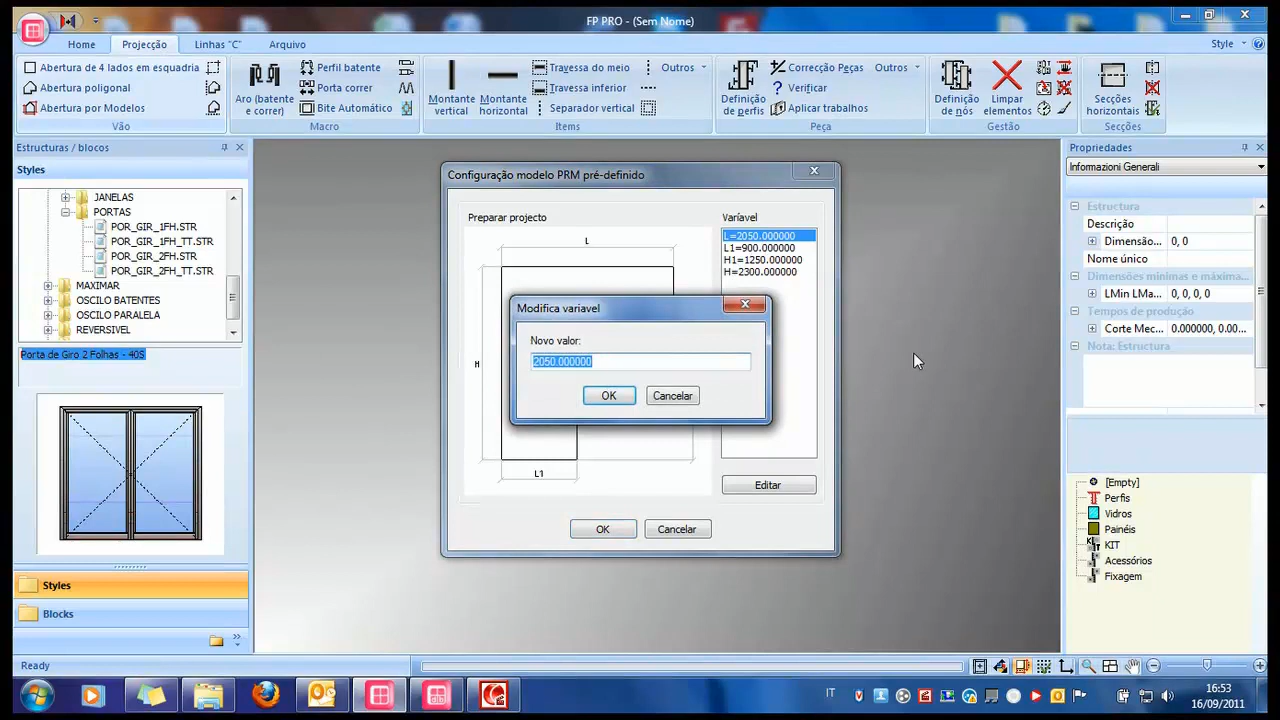 FP PRO - (Sem Nome)
Home
Projecção
Linhas "C"
Arquivo
Style
Abertura de 4 lados em esquadria
Abertura poligonal
Abertura por Modelos
Vão
Aro (batente e correr)
Perfil batente
Porta correr
Bite Automático
Macro
Montante vertical
Montante horizontal
Travessa do meio
Travessa inferior
Separador vertical
Outros
Items
Definição de perfis
Correcção Peças
Verificar
Aplicar trabalhos
Outros
Peça
Definição de nós
Limpar elementos
Gestão
Secções horizontais
Secções
Estruturas / blocos
Styles
JANELAS
PORTAS
POR_GIR_1FH.STR
POR_GIR_1FH_TT.STR
POR_GIR_2FH.STR
POR_GIR_2FH_TT.STR
MAXIMAR
OSCILO BATENTES
OSCILO PARALELA
REVERSIVEL
Porta de Giro 2 Folhas - 40S
Styles
Blocks
Configuração modelo PRM pré-definido
Preparar projecto
L
H
L1
Varíavel
L=2050.000000
L1=900.000000
H1=1250.000000
H=2300.000000
Editar
OK
Cancelar
Modifica variavel
Novo valor:
2050.000000
OK
Cancelar
Propriedades
Informazioni Generali
Estructura
Descrição
Dimensão... 0, 0
Nome único
Dimensões minimas e máxima...
LMin LMa... 0, 0, 0, 0
Tempos de produção
Corte Mec... 0.000000, 0.00...
Nota: Estructura
[Empty]
Perfis
Vidros
Painéis
KIT
Acessórios
Fixagem
Ready
IT
16:53
16/09/2011